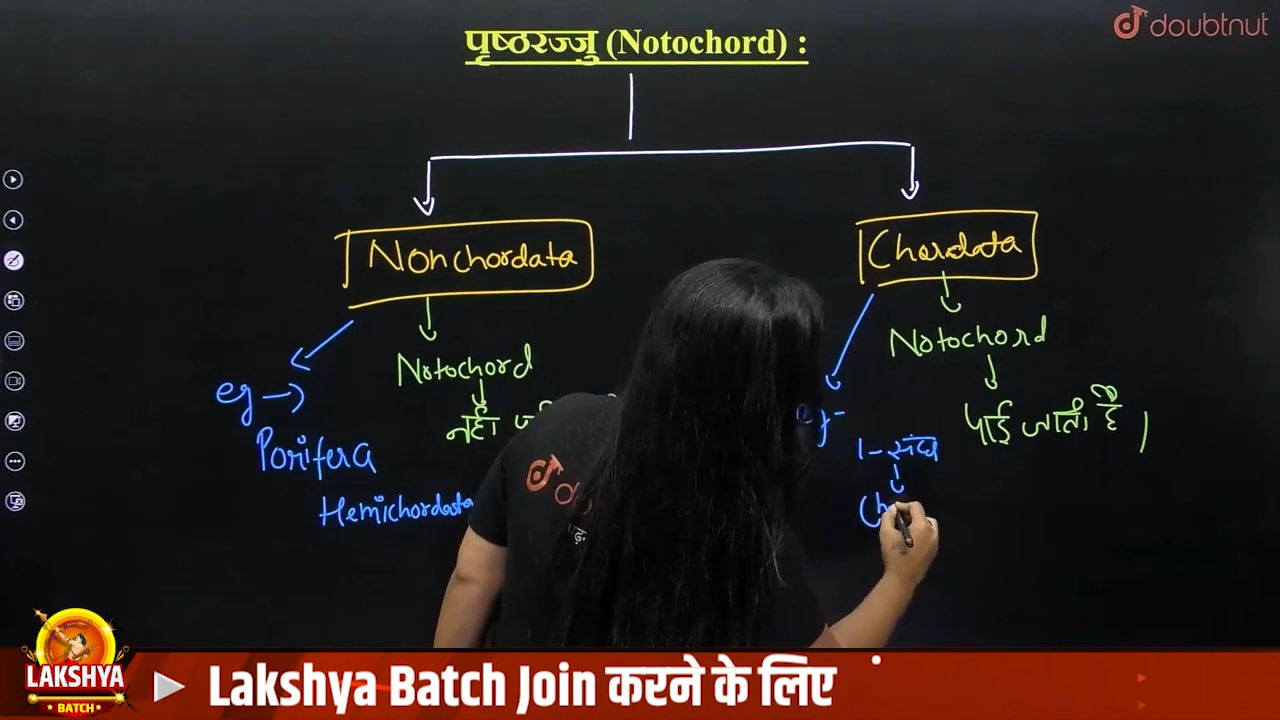 doubtnut
पृष्ठरज्जु (Notochord) :
Nonchordata
Chordata
Notochord
नहीं
Notochord
पाई जाती है।
eg →
Porifera
Hemichordata
eg-
1- संघ
Ch
LAKSHYA
BATCH
Lakshya Batch Join करने के लिए